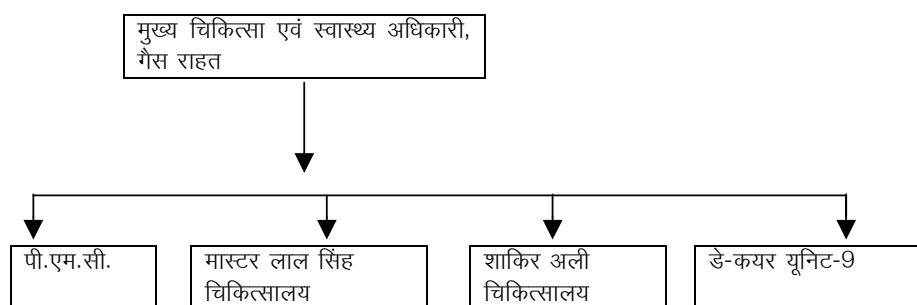 मुख्य चिकित्सा एवं स्वास्थ्य अधिकारी,
गैस राहत
पी.एम.सी.
मास्टर लाल सिंह
चिकित्सालय
शाकिर अली
चिकित्सालय
डे-कयर यूनिट-9